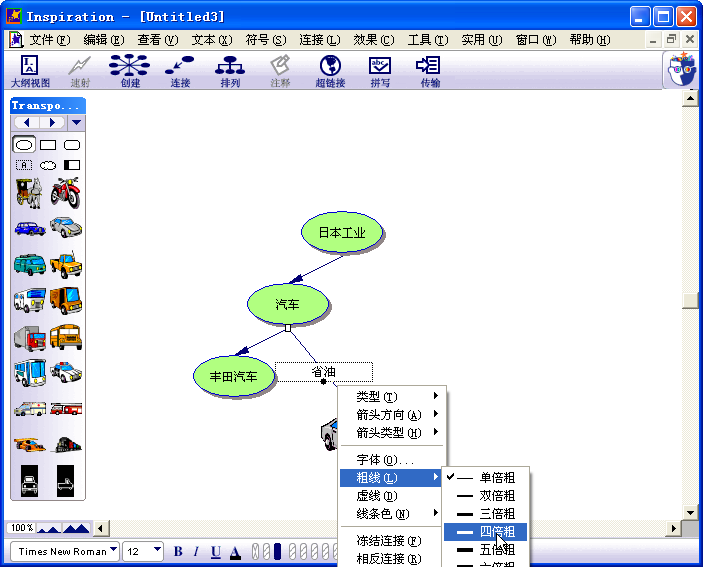 Inspiration - [Untitled3]
文件(F) 编辑(E) 查看(V) 文本(X) 符号(S) 连接(L) 效果(C) 工具(T) 实用(U) 窗口(W) 帮助(H)
大纲视图 速射 创建 连接 排列 注释 超链接 拼写 传输
Transpo...
A
日本工业
汽车
丰田汽车
省油
类型(T)
箭头方向(A)
箭头类型(H)
字体(O)...
粗线(L)
虚线(D)
线条色(N)
冻结连接(F)
相反连接(R)
单倍粗
双倍粗
三倍粗
四倍粗
五倍粗
六倍粗
100%
Times New Roman 12 B I U A